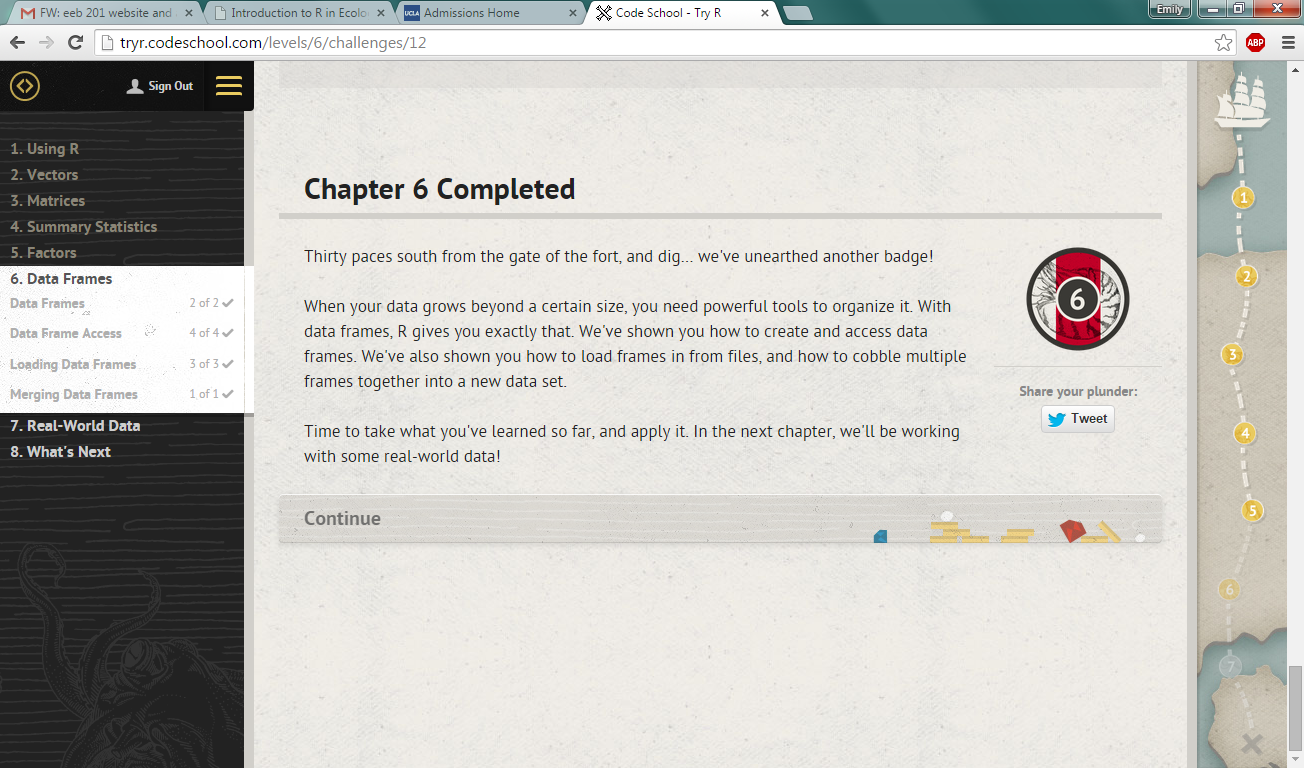 FW: eeb 201 website and
Introduction to R in Ecolo
UCLA Admissions Home
Code School - Try R
Emily
tryr.codeschool.com/levels/6/challenges/12
ABP
Sign Out
1. Using R
2. Vectors
3. Matrices
4. Summary Statistics
5. Factors
6. Data Frames
Data Frames 2 of 2
Data Frame Access 4 of 4
Loading Data Frames 3 of 3
Merging Data Frames 1 of 1
7. Real-World Data
8. What's Next
Chapter 6 Completed
Thirty paces south from the gate of the fort, and dig... we've unearthed another badge!
When your data grows beyond a certain size, you need powerful tools to organize it. With
data frames, R gives you exactly that. We've shown you how to create and access data
frames. We've also shown you how to load frames in from files, and how to cobble multiple
frames together into a new data set.
Time to take what you've learned so far, and apply it. In the next chapter, we'll be working
with some real-world data!
6
Share your plunder:
Tweet
Continue
1
2
3
4
5
6
7